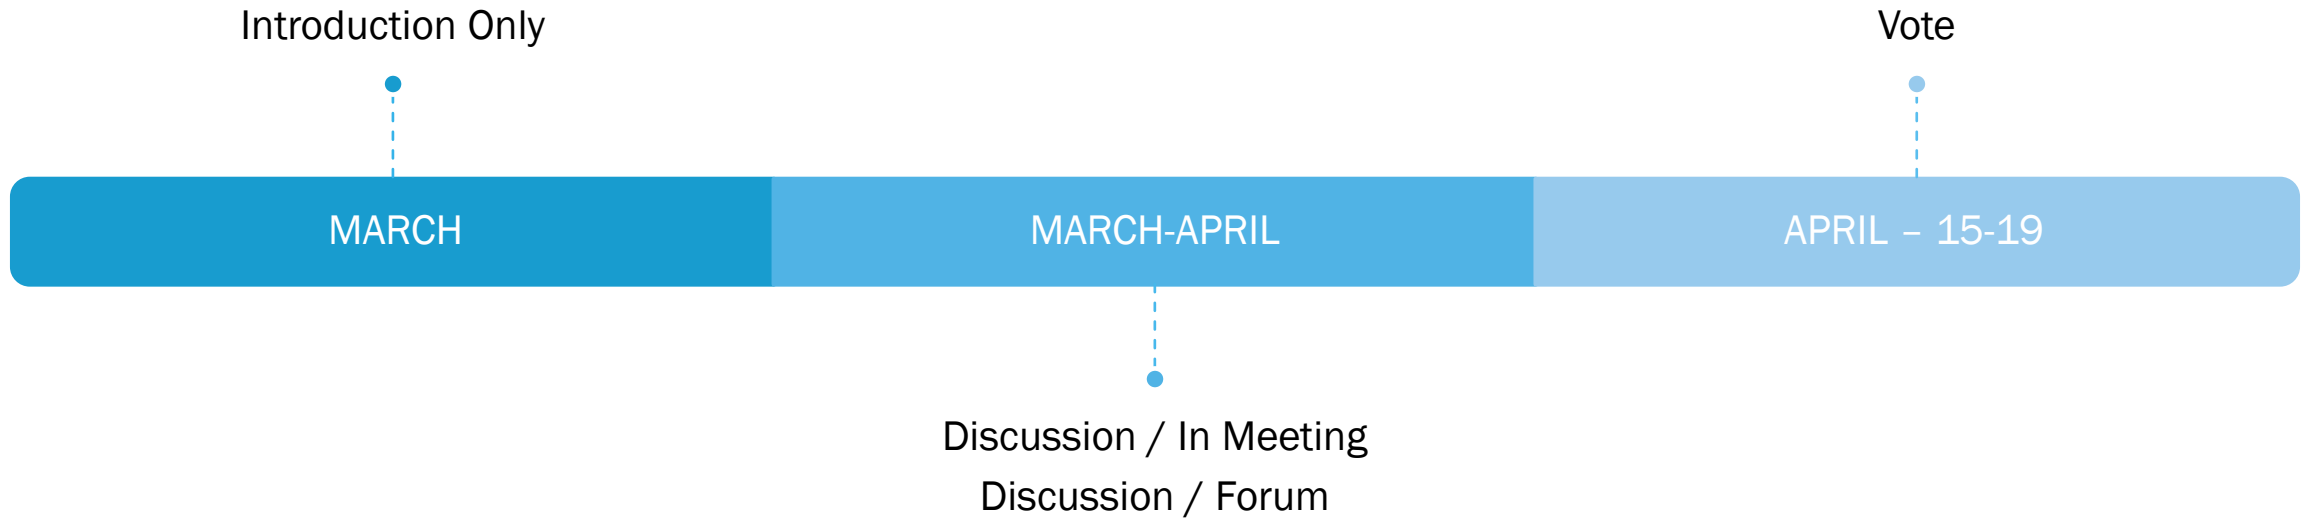 Introduction Only
Vote
MARCH
MARCH-APRIL
APRIL – 15-19
Discussion / In Meeting
Discussion / Forum